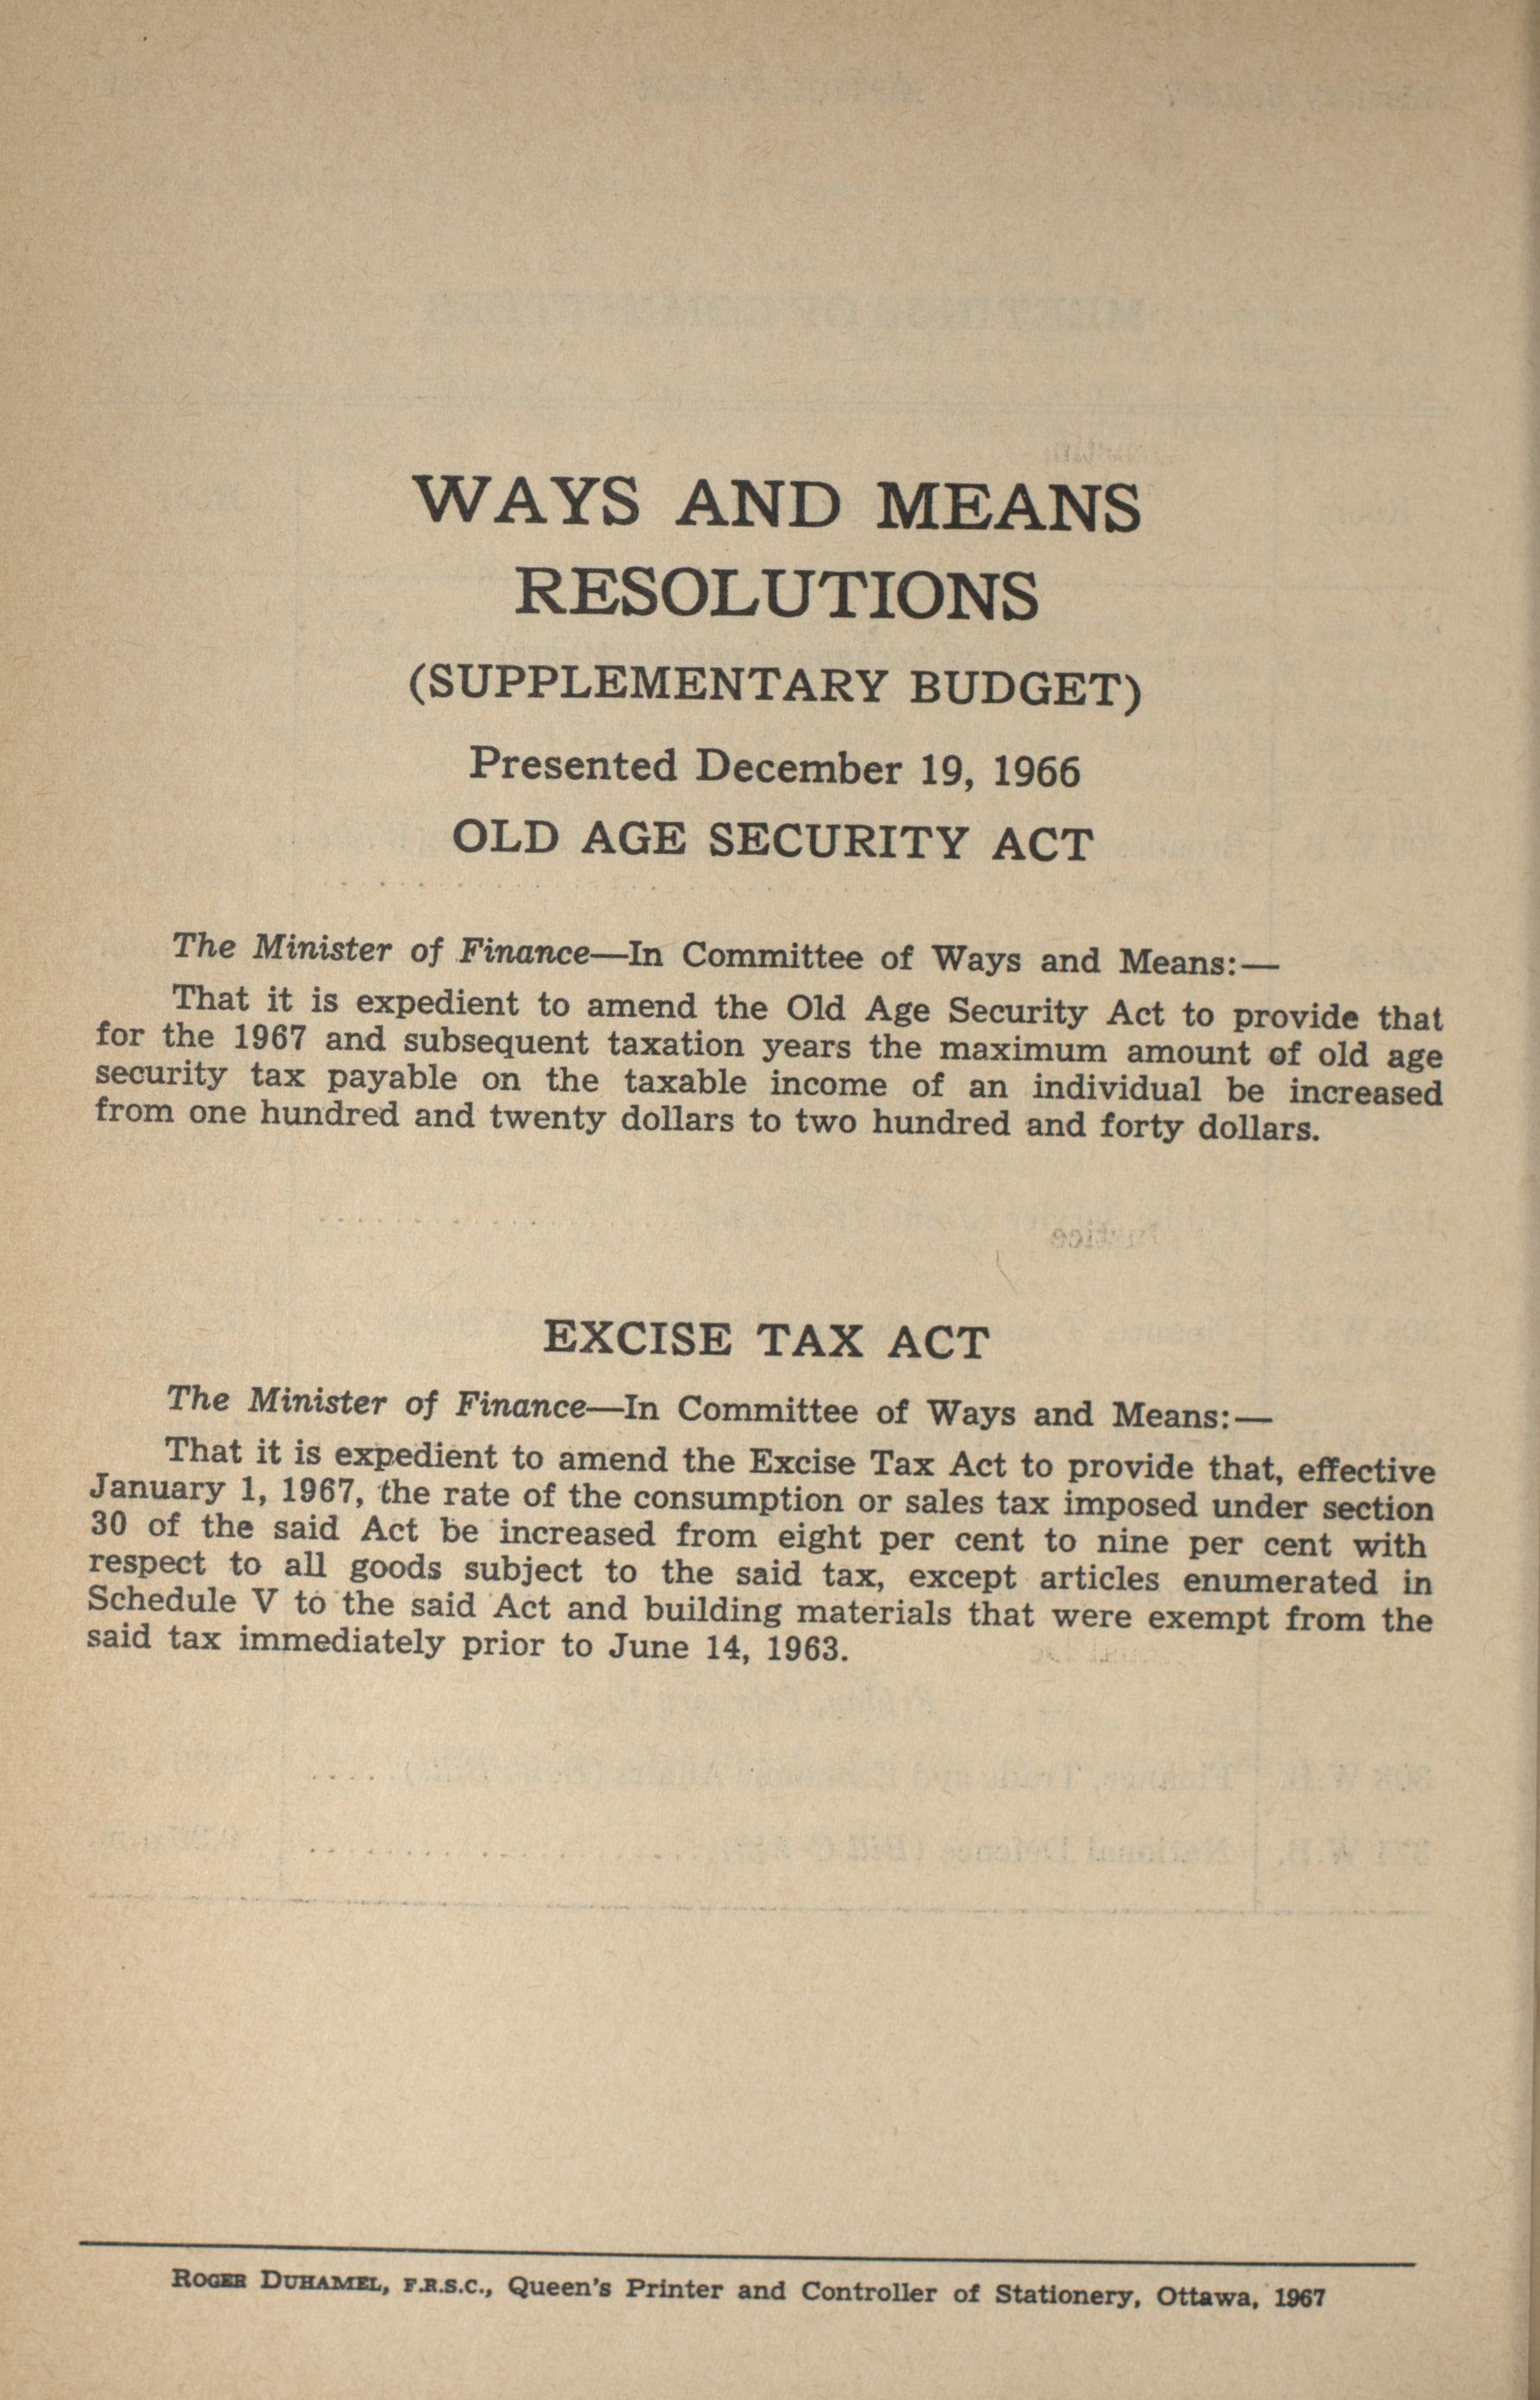 WAYS AND MEANS
RESOLUTIONS
(SUPPLEMENTARY BUDGET)
Presented December 19, 1966
OLD AGE SECURITY ACT
The Minister of Finance—In Committee of Ways and Means:—
That it is expedient to amend the Old Age Security Act to provide that
for the 1967 and subsequent taxation years the maximum amount of old age
security tax payable on the taxable income of an individual be increased
from one hundred and twenty dollars to two hundred and forty dollars.
EXCISE TAX ACT
The Minister of Finance—In Committee of Ways and Means:—
That it is expedient to amend the Excise Tax Act to provide that, effective
January 1, 1967, the rate of the consumption or sales tax imposed under section
30 of the said Act be increased from eight per cent to nine per cent with
respect to all goods subject to the said tax, except articles enumerated in
Schedule V to the said Act and building materials that were exempt from the
said tax immediately prior to June 14, 1963.
ROGER DUHAMEL, F.R.S.C., Queen's Printer and Controller of Stationery, Ottawa, 1967